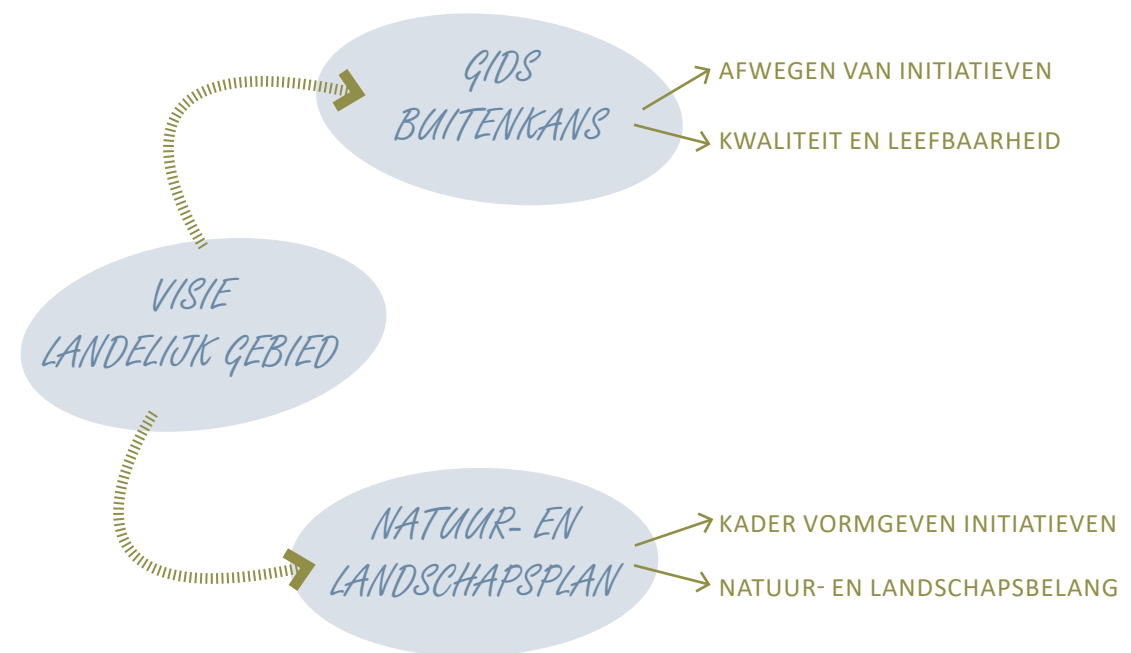 GIDS
BUITENKANS
AFWEGEN VAN INITIATIEVEN
KWALITEIT EN LEEFBAARHEID
VISIE
LANDELIJK GEBIED
NATUUR- EN
LANDSCHAPSPLAN
KADER VORMGEVEN INITIATIEVEN
NATUUR- EN LANDSCHAPSBELANG